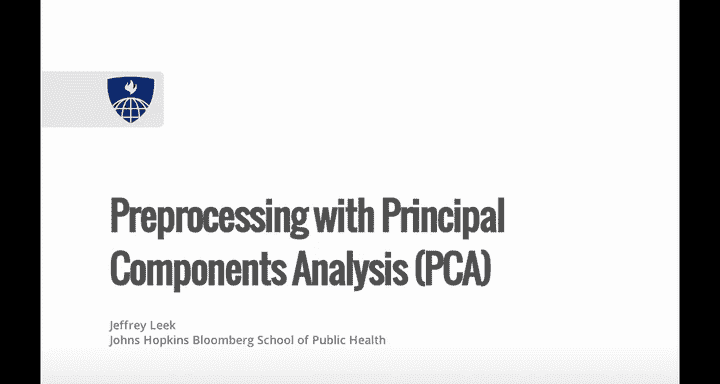 Preprocessing with Principal
Components Analysis (PCA)
Jeffrey Leek
Johns Hopkins Bloomberg School of Public Health